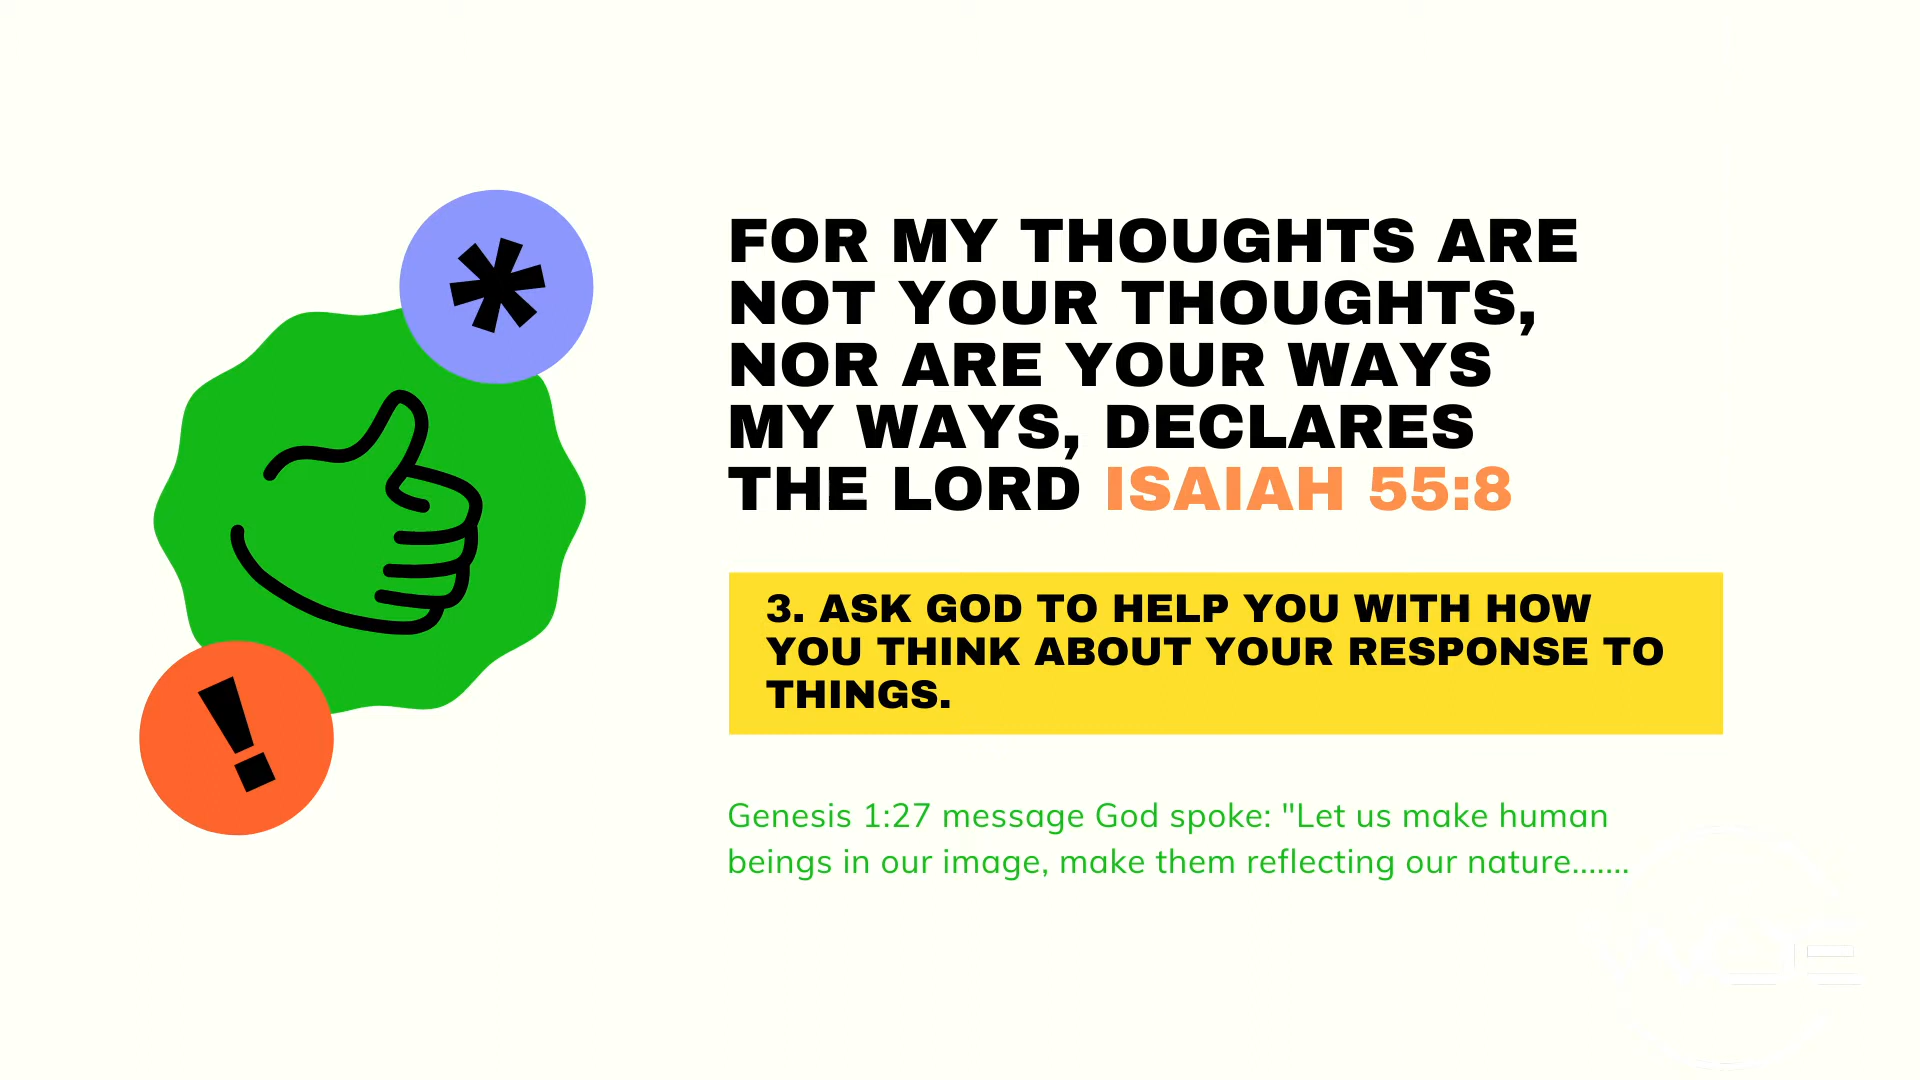 FOR MY THOUGHTS ARE
NOT YOUR THOUGHTS,
NOR ARE YOUR WAYS
MY WAYS, DECLARES
THE LORD ISAIAH 55:8
3. ASK GOD TO HELP YOU WITH HOW
YOU THINK ABOUT YOUR RESPONSE TO
THINGS.
Genesis 1:27 message God spoke: "Let us make human
beings in our image, make them reflecting our nature.......